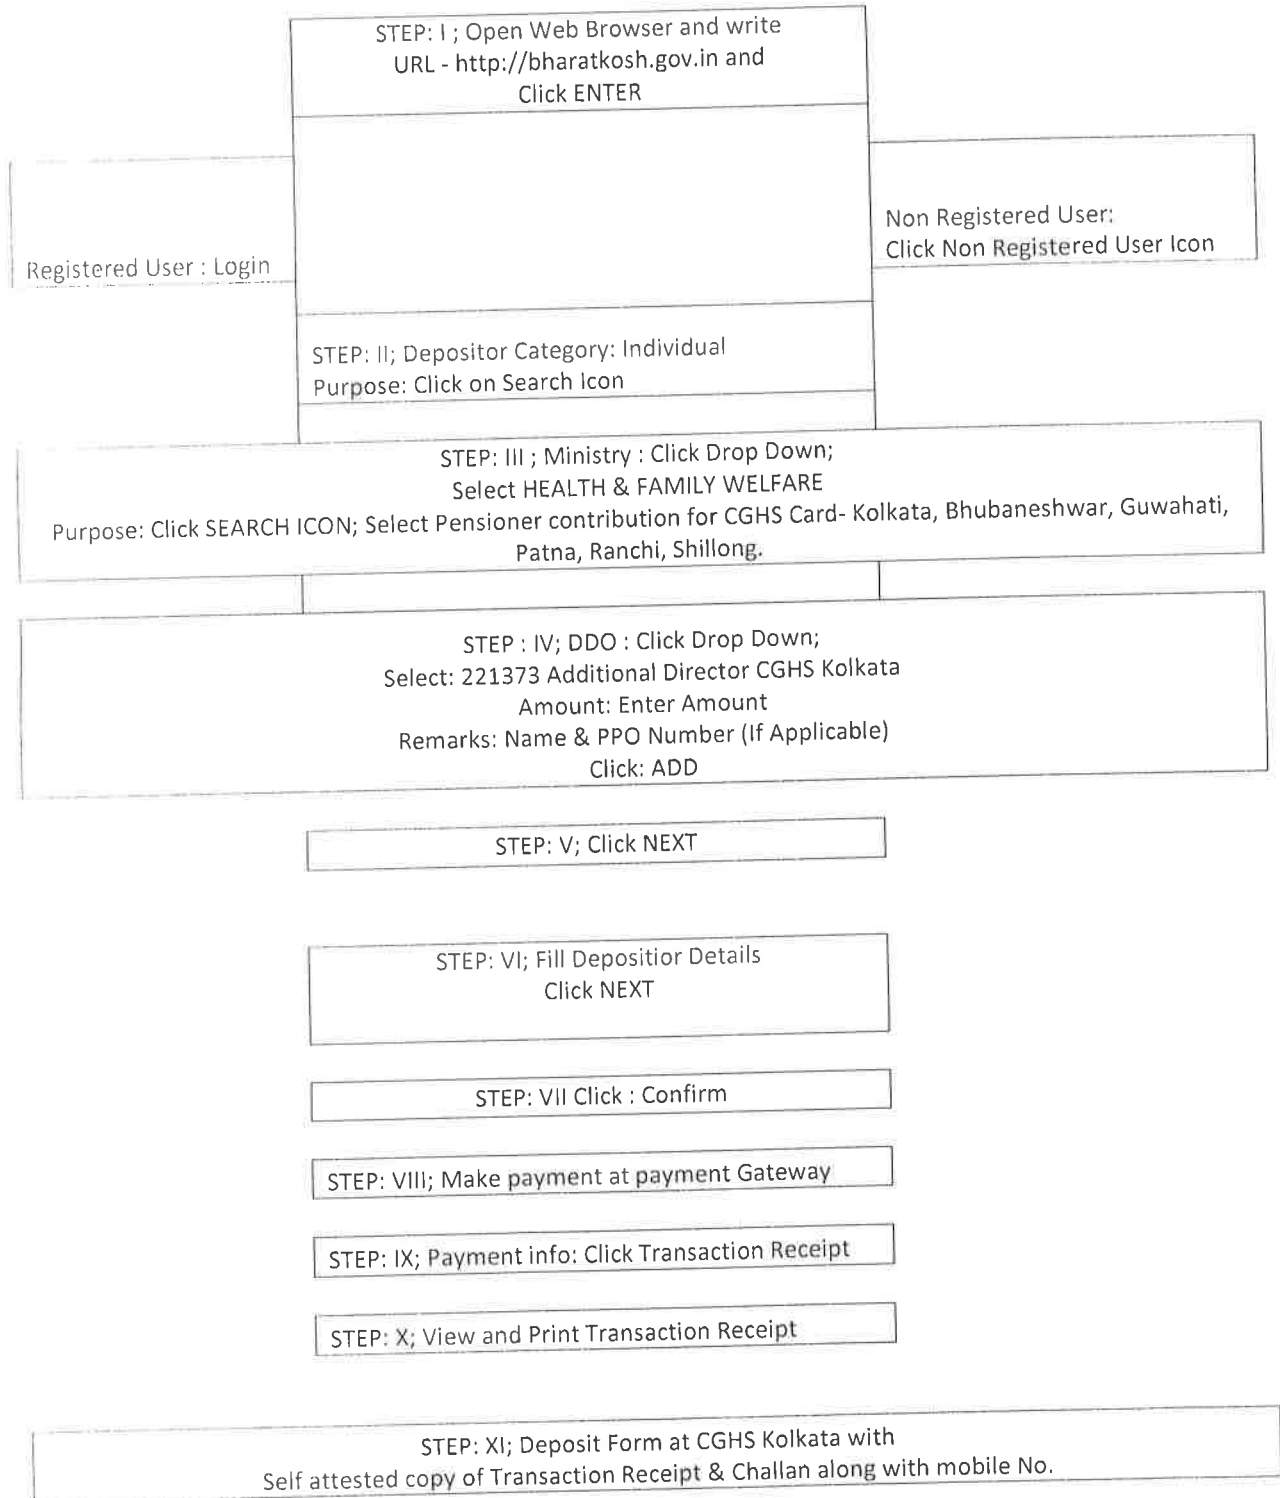 STEP: I ; Open Web Browser and write
URL - http://bharatkosh.gov.in and
Click ENTER
Registered User : Login
Non Registered User:
Click Non Registered User Icon
STEP: II; Depositor Category: Individual
Purpose: Click on Search Icon
STEP: III ; Ministry : Click Drop Down;
Select HEALTH & FAMILY WELFARE
Purpose: Click SEARCH ICON; Select Pensioner contribution for CGHS Card- Kolkata, Bhubaneshwar, Guwahati,
Patna, Ranchi, Shillong.
STEP : IV; DDO : Click Drop Down;
Select: 221373 Additional Director CGHS Kolkata
Amount: Enter Amount
Remarks: Name & PPO Number (If Applicable)
Click: ADD
STEP: V; Click NEXT
STEP: VI; Fill Depositior Details
Click NEXT
STEP: VII Click : Confirm
STEP: VIII; Make payment at payment Gateway
STEP: IX; Payment info: Click Transaction Receipt
STEP: X; View and Print Transaction Receipt
STEP: XI; Deposit Form at CGHS Kolkata with
Self attested copy of Transaction Receipt & Challan along with mobile No.